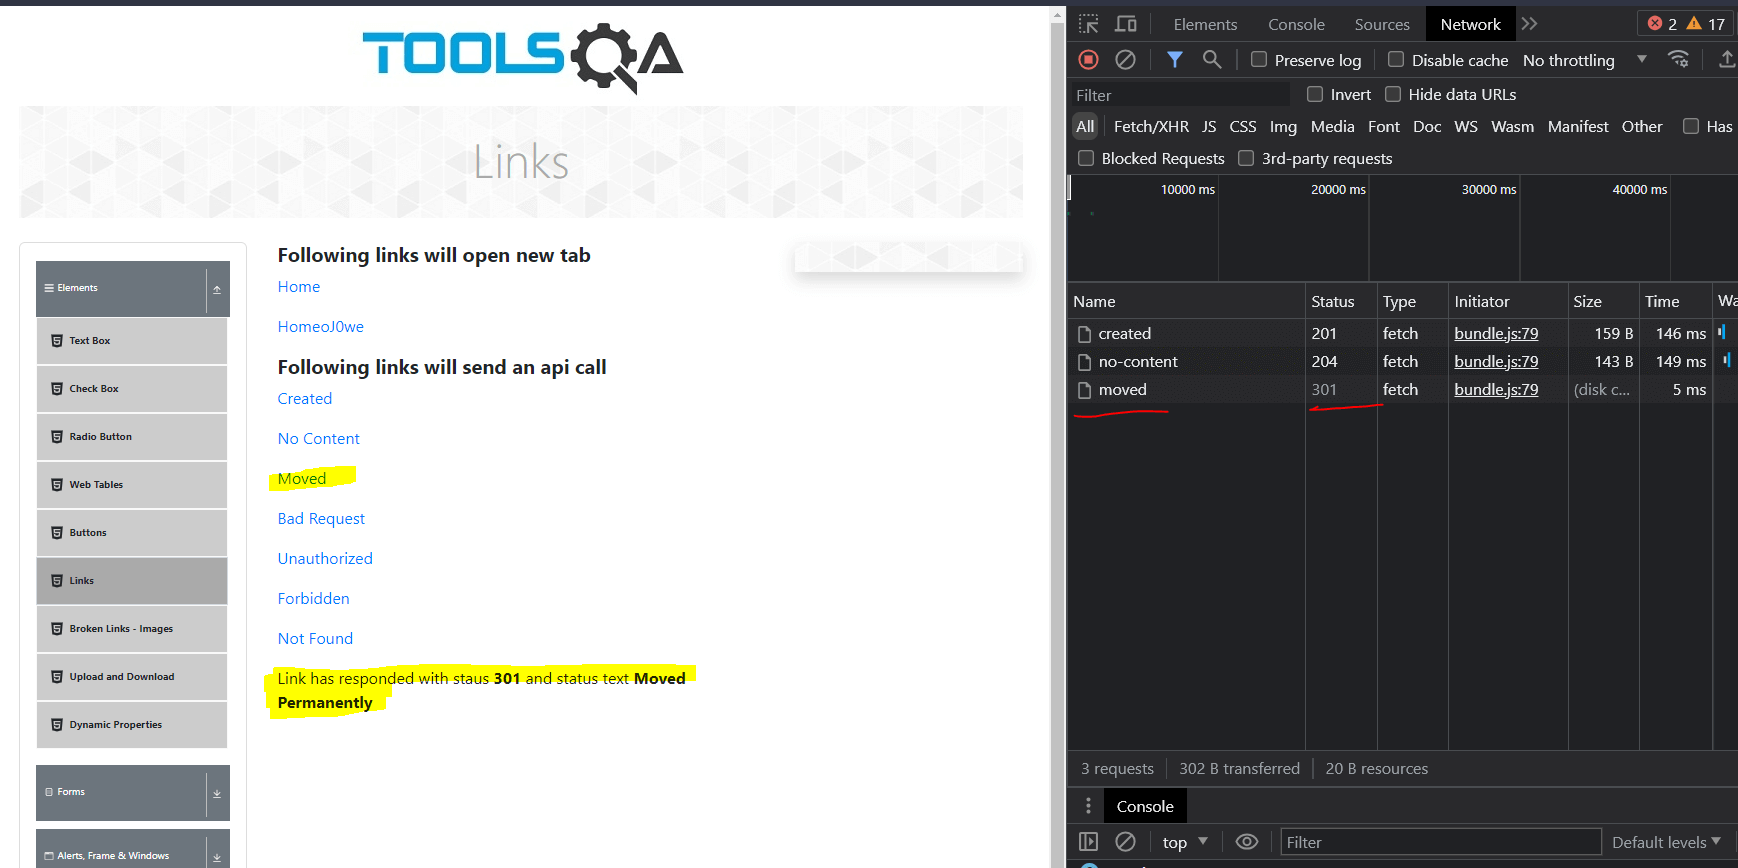 TOOLSQA
Links
Elements
Text Box
Check Box
Radio Button
Web Tables
Buttons
Links
Broken Links - Images
Upload and Download
Dynamic Properties
Forms
Alerts, Frame & Windows
Following links will open new tab
Home
HomeoJ0we
Following links will send an api call
Created
No Content
Moved
Bad Request
Unauthorized
Forbidden
Not Found
Link has responded with staus 301 and status text Moved
Permanently
Elements Console Sources Network 2 17
Preserve log Disable cache No throttling
Filter Invert Hide data URLs
All Fetch/XHR JS CSS Img Media Font Doc WS Wasm Manifest Other Has
Blocked Requests 3rd-party requests
10000 ms 20000 ms 30000 ms 40000 ms
Name Status Type Initiator Size Time Wa
created 201 fetch bundle.js:79 159 B 146 ms
no-content 204 fetch bundle.js:79 143 B 149 ms
moved 301 fetch bundle.js:79 (disk c... 5 ms
3 requests 302 B transferred 20 B resources
Console
top Filter Default levels